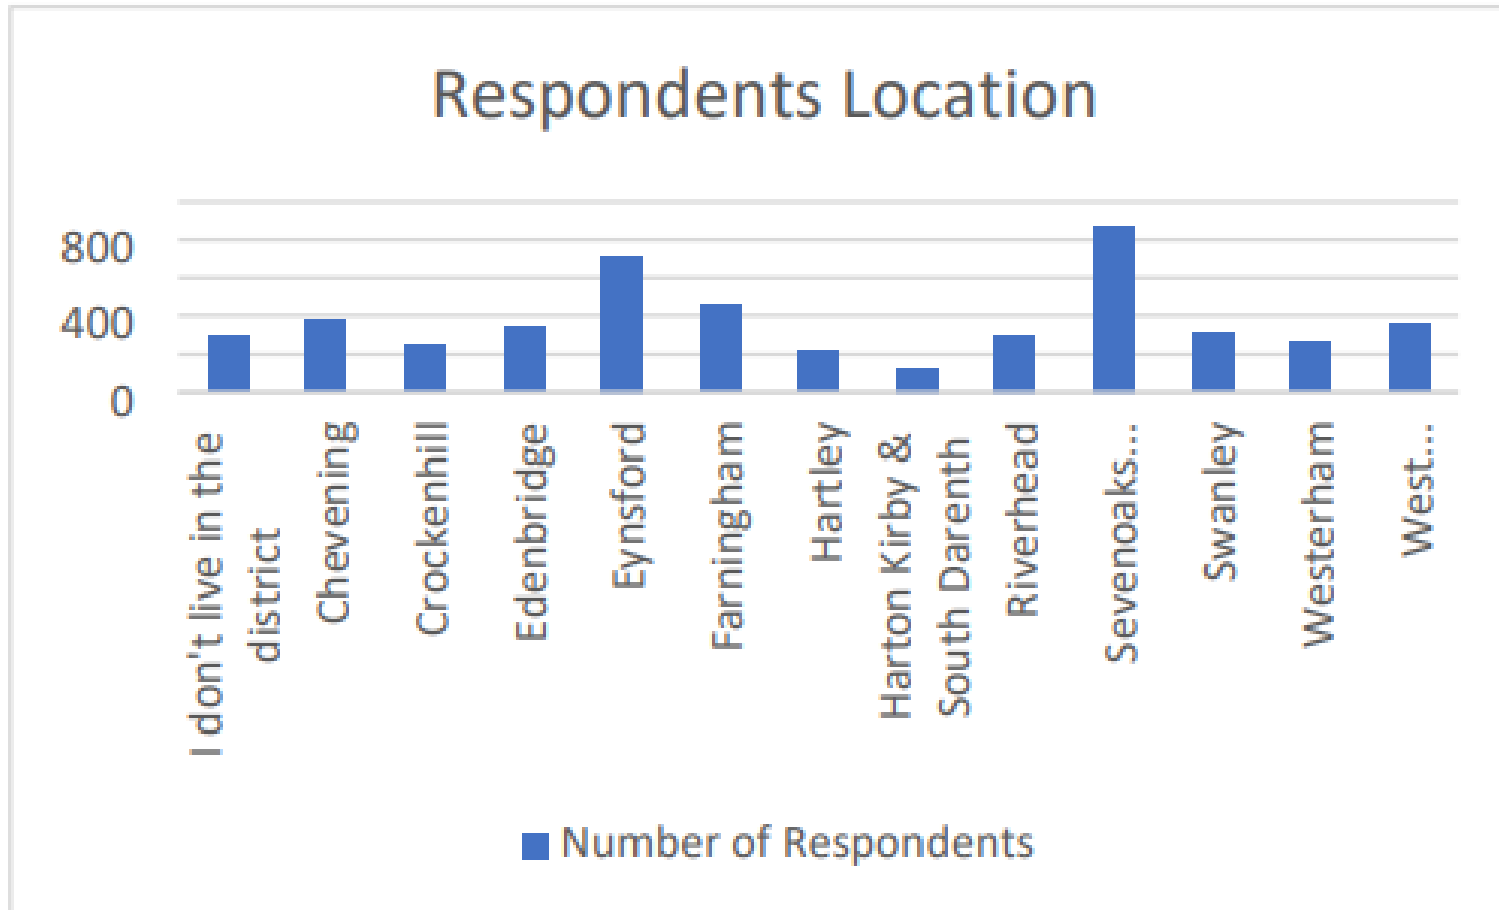 Respondents Location
800
400
0
I don't live in the
district
Chevening
Crockenhill
Edenbridge
Eynsford
Farningham
Hartley
Harton Kirby &
South Darenth
Riverhead
Sevenoaks...
Swanley
Westerham
West...
Number of Respondents